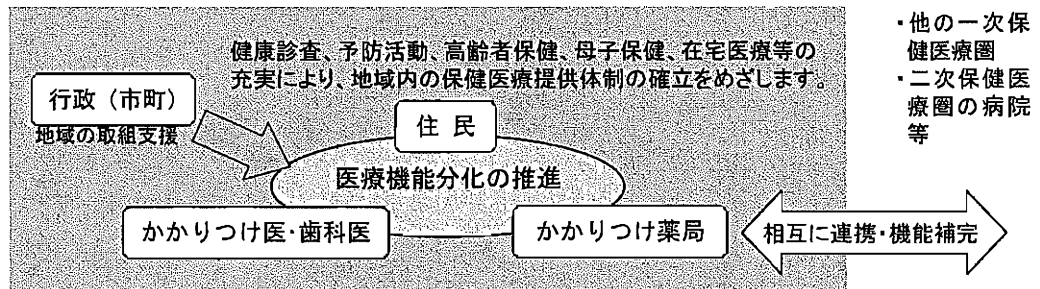 健康診査、予防活動、高齢者保健、母子保健、在宅医療等の
充実により、地域内の保健医療提供体制の確立をめざします。
行政（市町）
地域の取組支援
住 民
医療機能分化の推進
かかりつけ医・歯科医
かかりつけ薬局
・他の一次保
健医療圏
・二次保健医
療圏の病院
等
相互に連携・機能補完